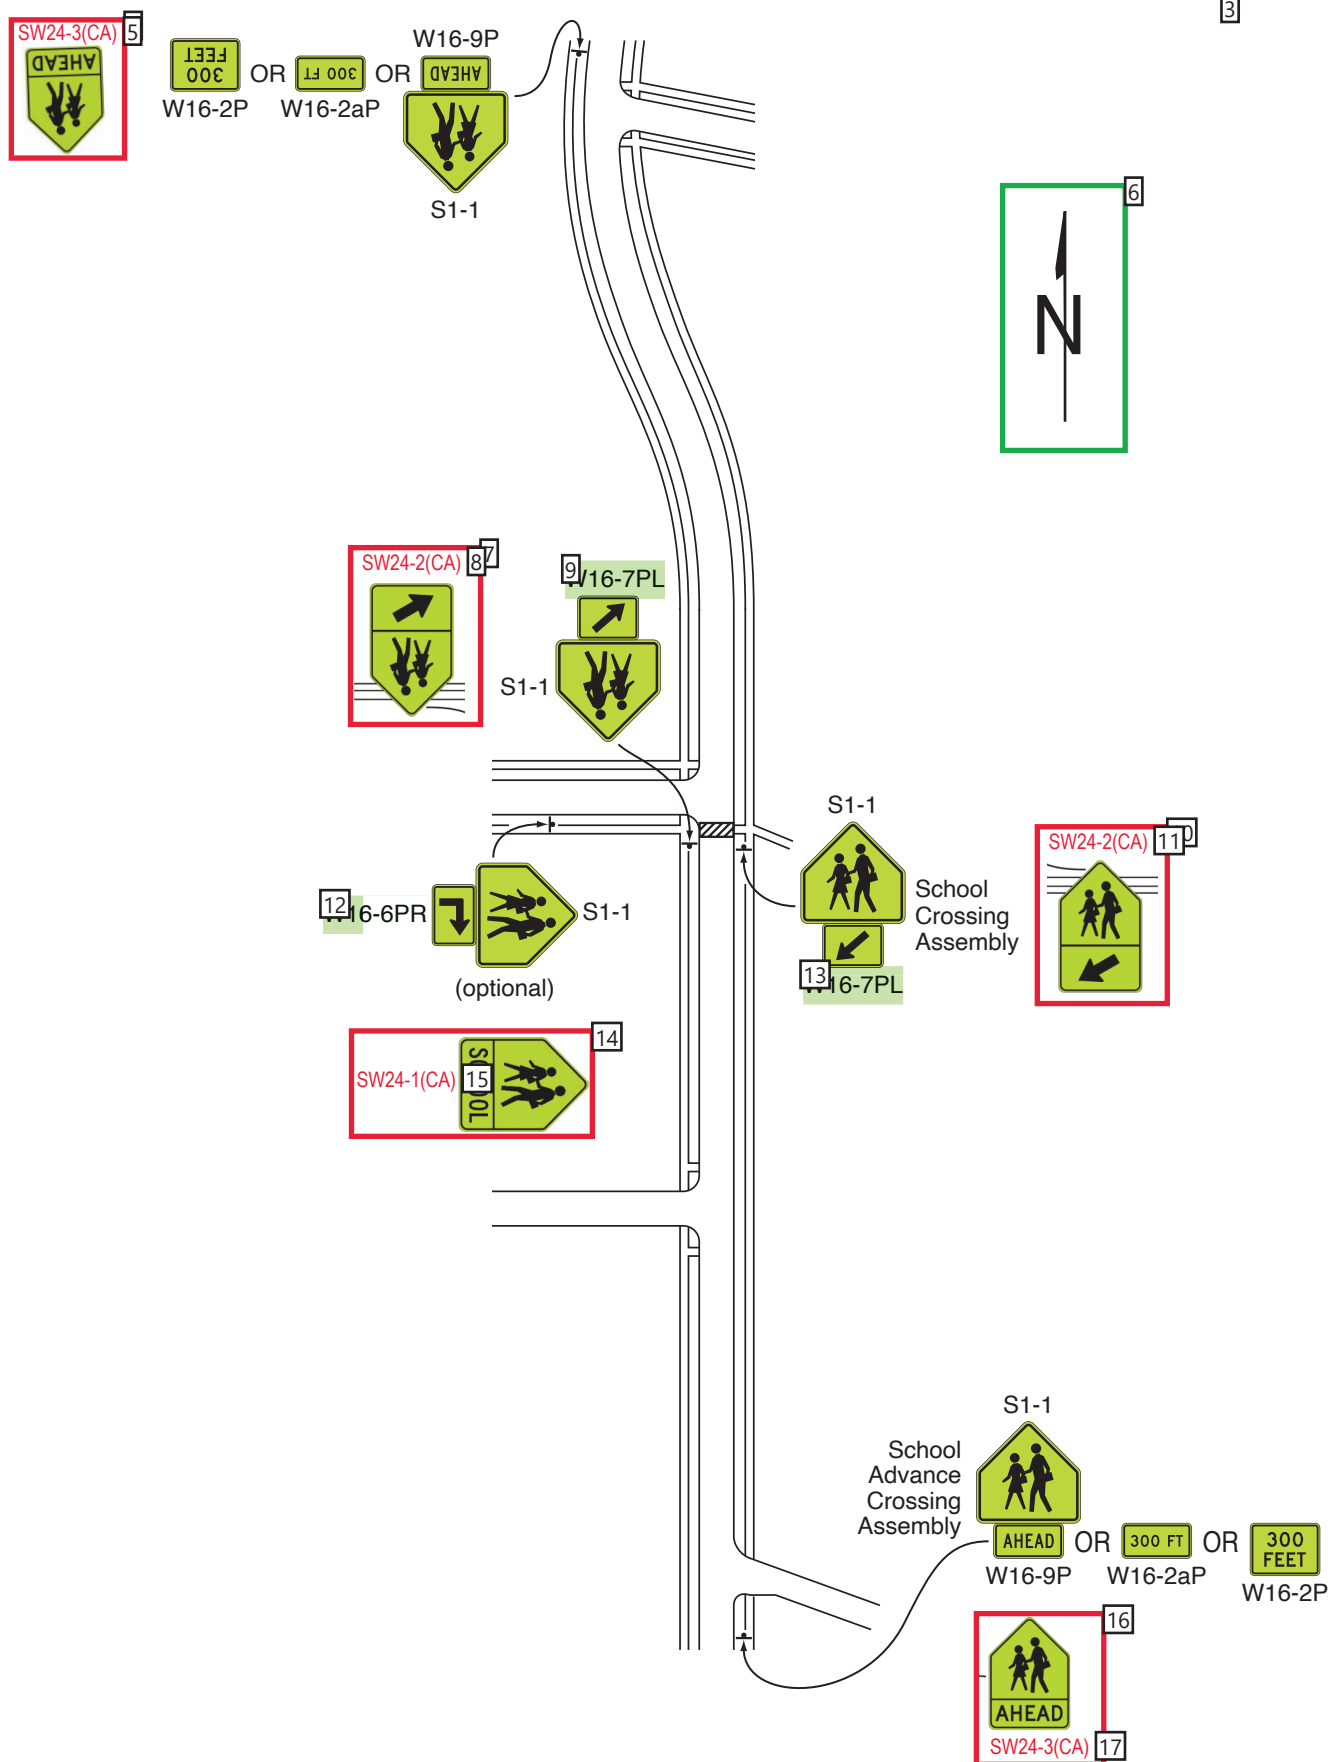 3
SW24-3(CA)
5
AHEAD
300
FEET
W16-2P
OR
300 FT
W16-2aP
OR
W16-9P
AHEAD
S1-1
6
N
SW24-2(CA)
8
7
9
W16-7PL
S1-1
S1-1
School
Crossing
Assembly
13
W16-7PL
SW24-2(CA)
11
12
16-6PR
S1-1
(optional)
14
SW24-1(CA)
15
SCHOOL
S1-1
School
Advance
Crossing
Assembly
AHEAD
W16-9P
OR
300 FT
W16-2aP
OR
300
FEET
W16-2P
16
AHEAD
SW24-3(CA)
17